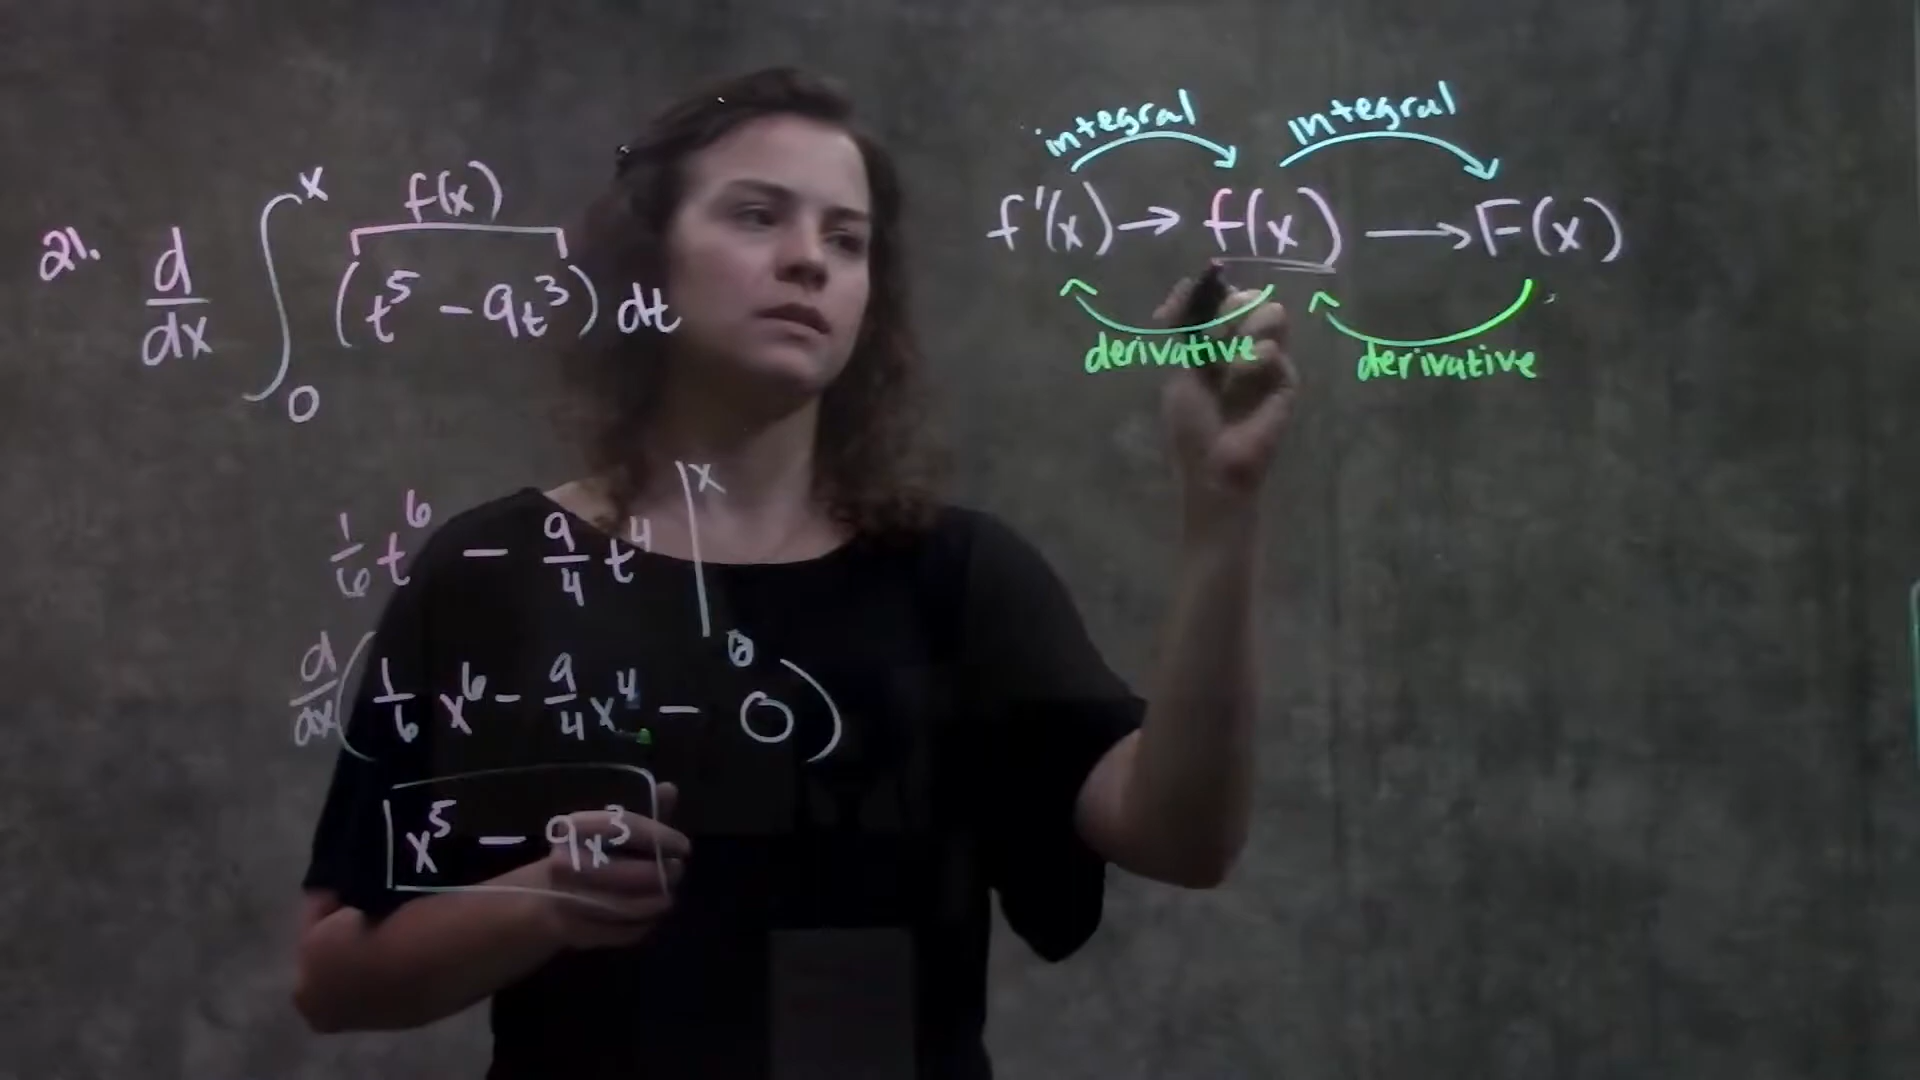 21. d/dx ∫₀ˣ (t⁵ - 9t³) dt
f(x)
1/6 t⁶ - 9/4 t⁴ |₀ˣ
d/dx (1/6 x⁶ - 9/4 x⁴ - 0)
x⁵ - 9x³
integral integral
f'(x) → f(x) → F(x)
derivative derivative